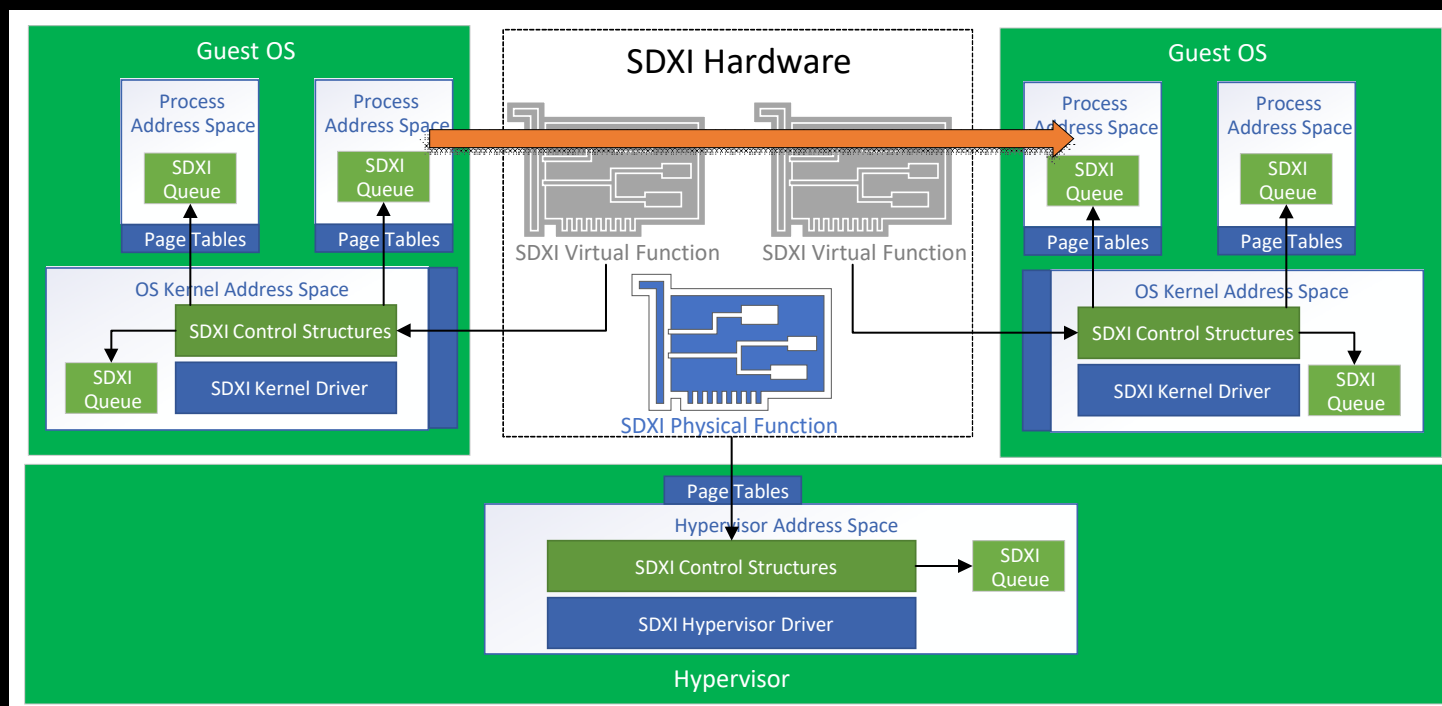 Guest OS
Process
Address Space
SDXI
Queue
Page Tables
Process
Address Space
SDXI
Queue
Page Tables
OS Kernel Address Space
SDXI Control Structures
SDXI
Queue
SDXI Kernel Driver
SDXI Hardware
SDXI Virtual Function
SDXI Virtual Function
SDXI Physical Function
Guest OS
Process
Address Space
SDXI
Queue
Page Tables
Process
Address Space
SDXI
Queue
Page Tables
OS Kernel Address Space
SDXI Control Structures
SDXI Kernel Driver
SDXI
Queue
Page Tables
Hypervisor Address Space
SDXI Control Structures
SDXI
Queue
SDXI Hypervisor Driver
Hypervisor